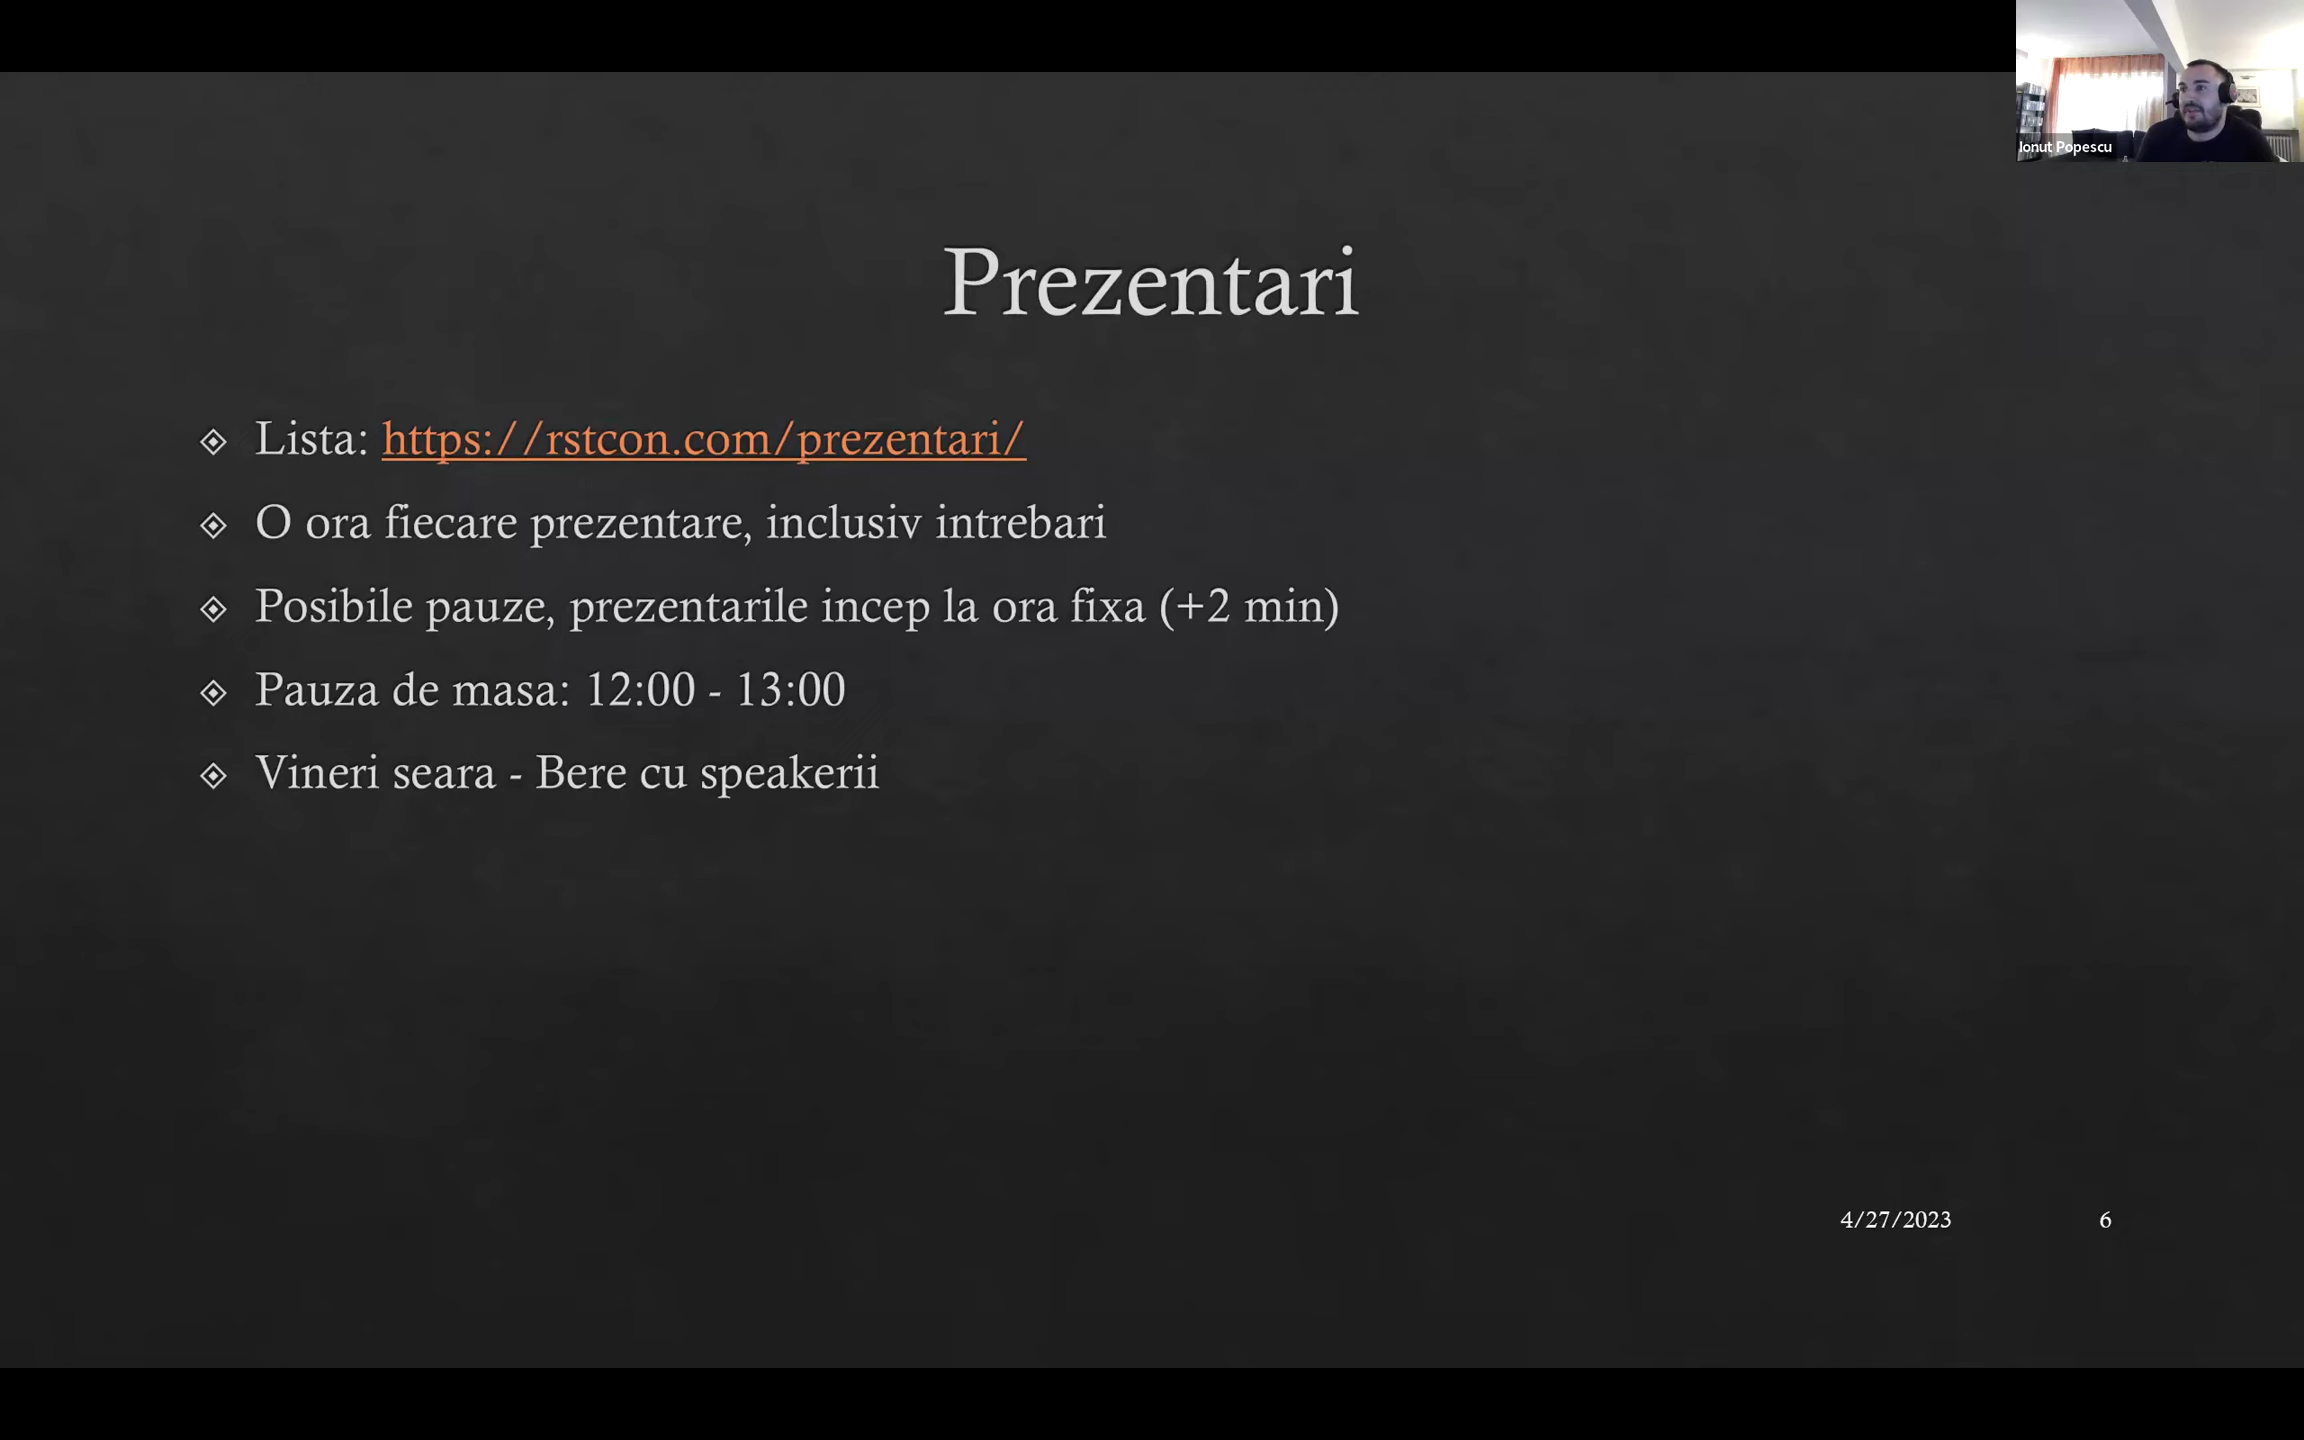 Ionut Popescu
Prezentari
Lista: https://rstcon.com/prezentari/
O ora fiecare prezentare, inclusiv intrebari
Posibile pauze, prezentarile incep la ora fixa (+2 min)
Pauza de masa: 12:00 - 13:00
Vineri seara - Bere cu speakerii
4/27/2023
6